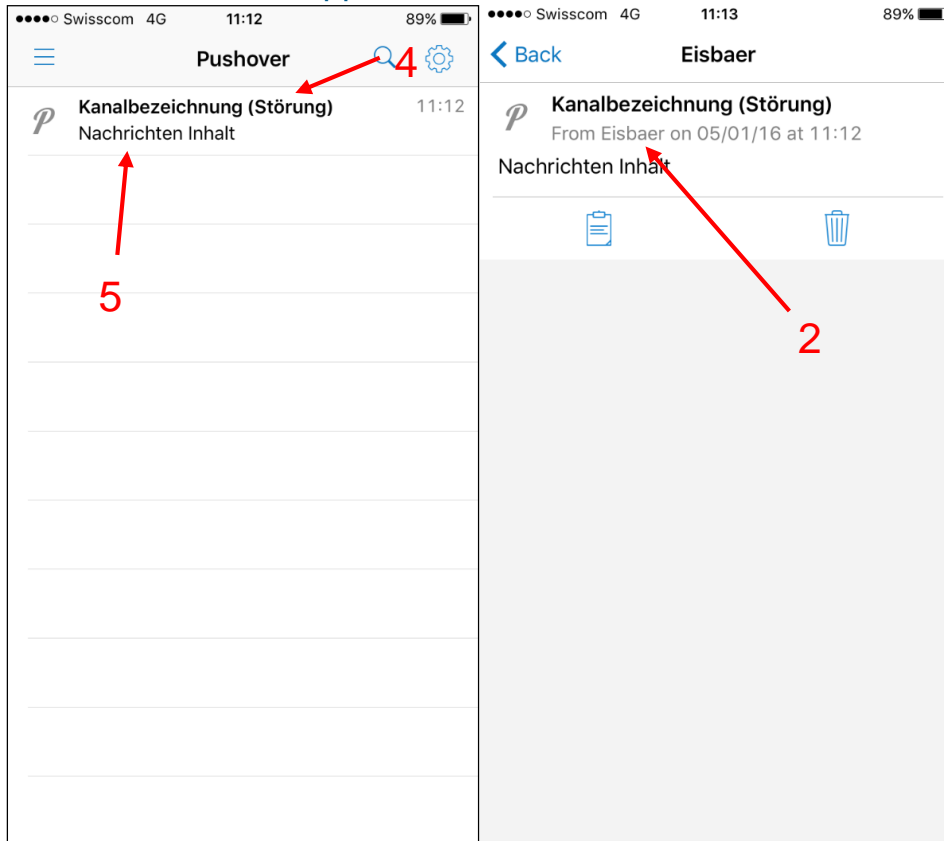 Swisscom 4G 11:12 89%
Pushover
4
Kanalbezeichnung (Störung) 11:12
Nachrichten Inhalt
5
Swisscom 4G 11:13 89%
Back Eisbaer
Kanalbezeichnung (Störung)
From Eisbaer on 05/01/16 at 11:12
Nachrichten Inhalt
2